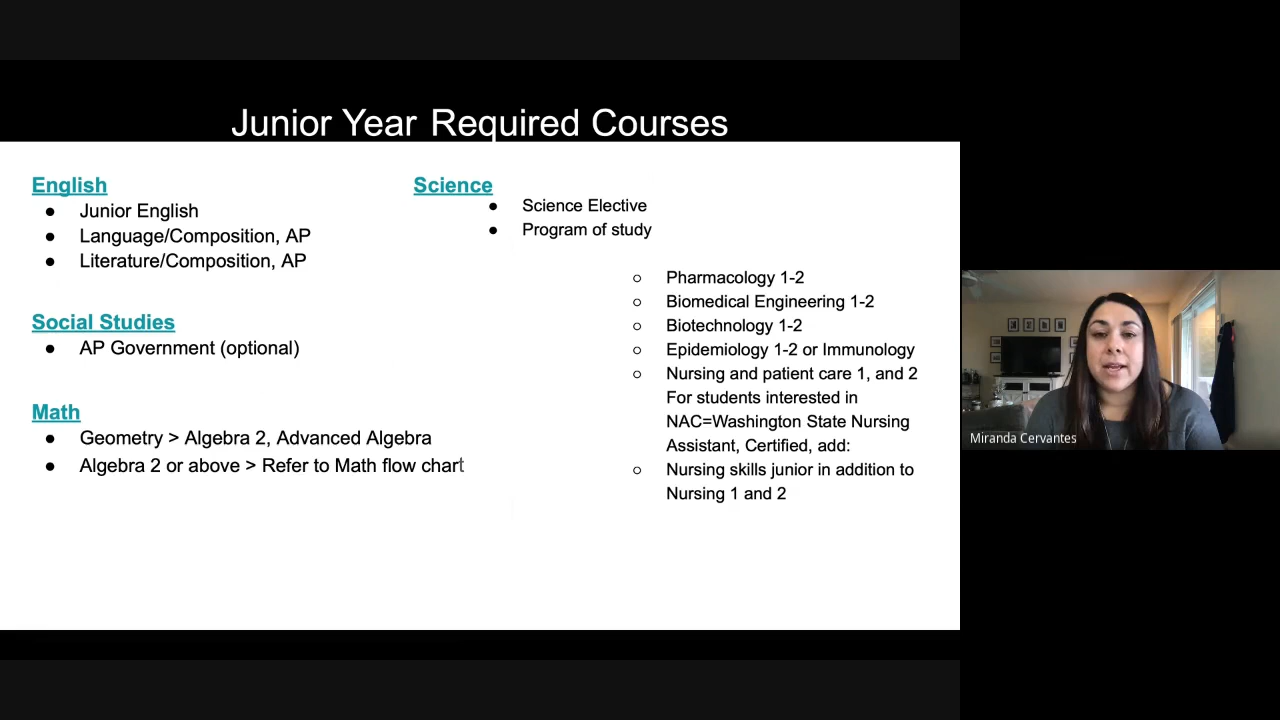 Junior Year Required Courses
English
● Junior English
● Language/Composition, AP
● Literature/Composition, AP
Social Studies
● AP Government (optional)
Math
● Geometry > Algebra 2, Advanced Algebra
● Algebra 2 or above > Refer to Math flow chart
Science
● Science Elective
● Program of study
○ Pharmacology 1-2
○ Biomedical Engineering 1-2
○ Biotechnology 1-2
○ Epidemiology 1-2 or Immunology
○ Nursing and patient care 1, and 2
For students interested in
NAC=Washington State Nursing
Assistant, Certified, add:
○ Nursing skills junior in addition to
Nursing 1 and 2
Miranda Cervantes